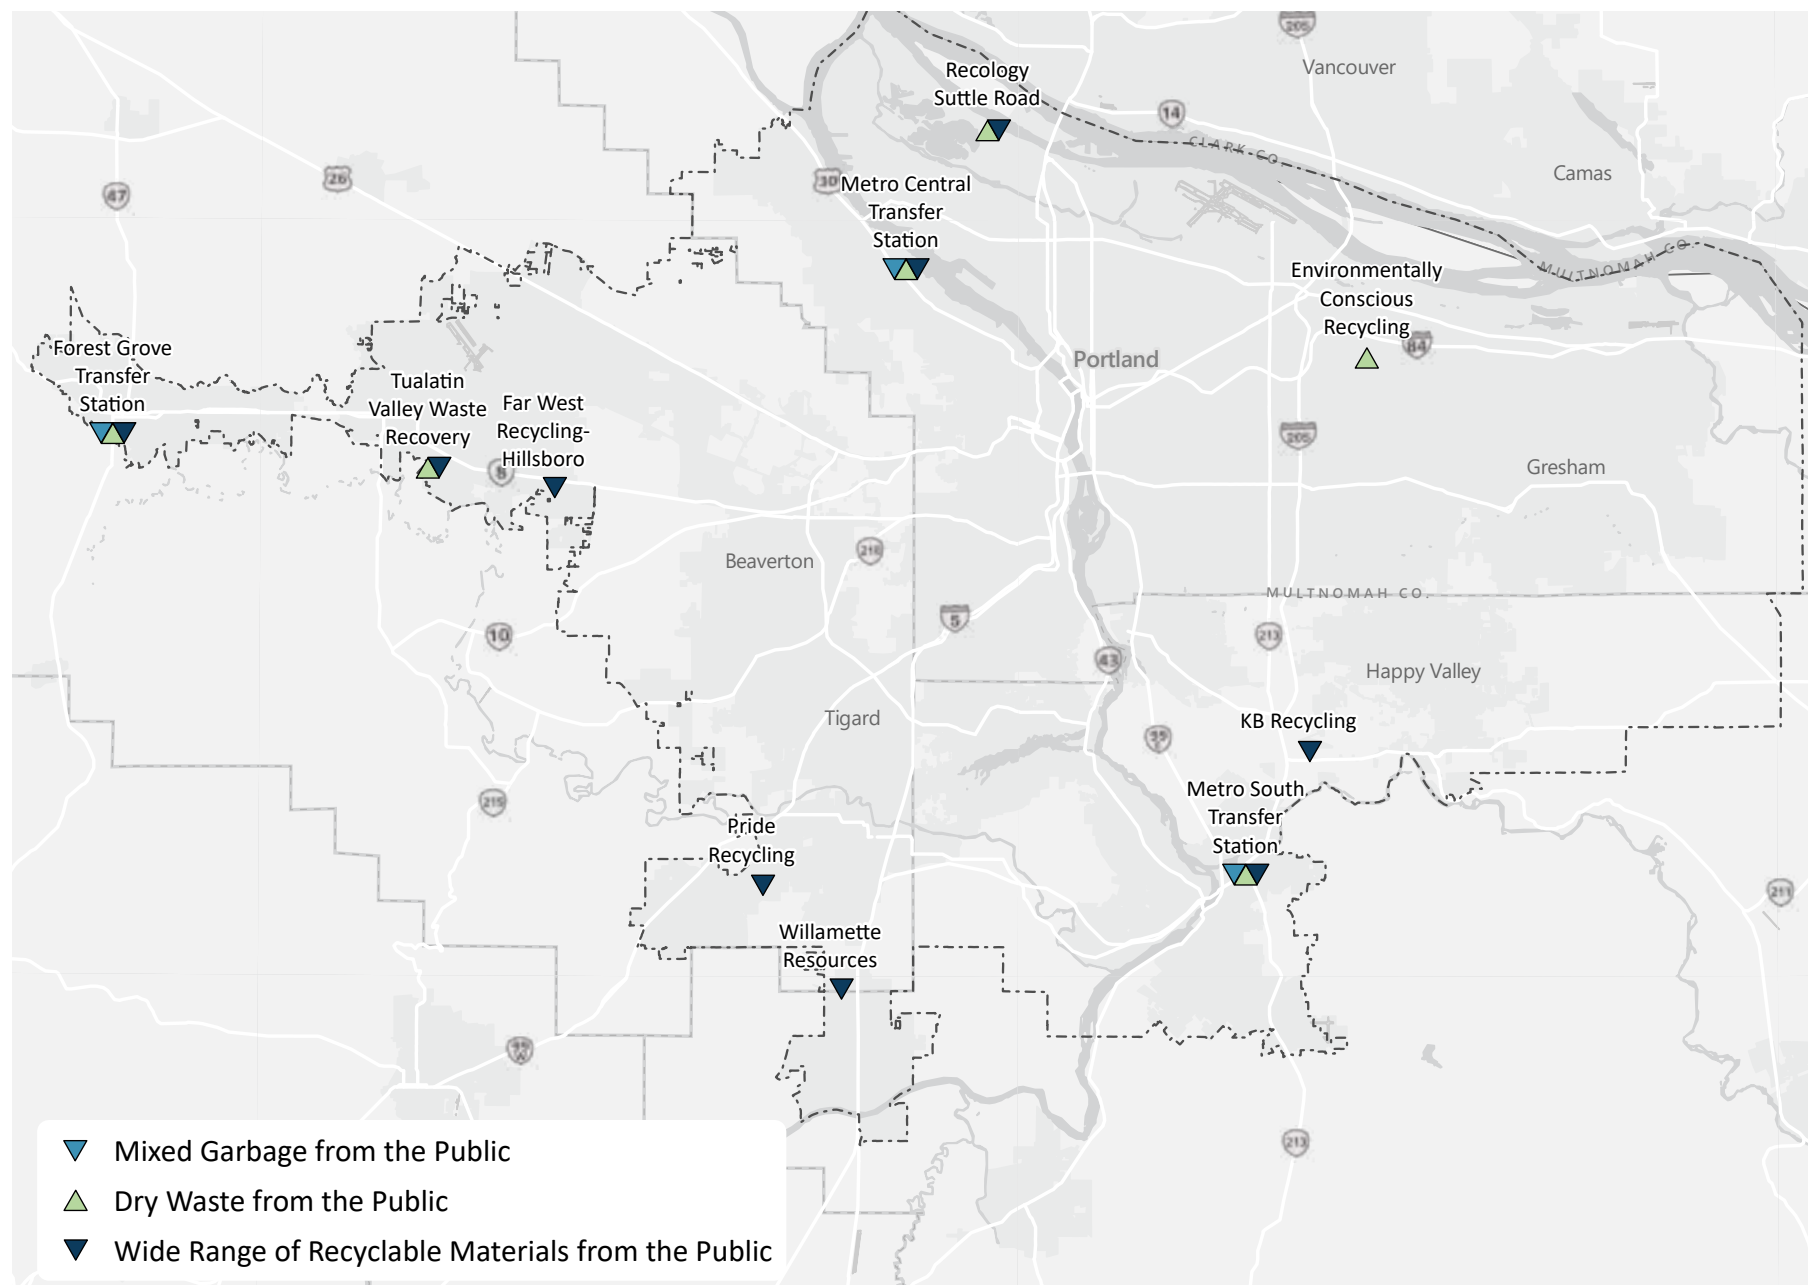 205
Vancouver
Recology
Suttle Road
14
CLARK CO.
Camas
26
47
30
Metro Central
Transfer
Station
MULTNOMAH CO.
Environmentally
Conscious
Recycling
84
Portland
Forest Grove
Transfer
Station
Tualatin
Valley Waste
Recovery
Far West
Recycling-
Hillsboro
8
205
Gresham
Beaverton
MULTNOMAH CO.
5
10
213
43
Happy Valley
Tigard
KB Recycling
Metro South
Transfer
Station
Pride
Recycling
211
Willamette
Resources
213
Mixed Garbage from the Public
Dry Waste from the Public
Wide Range of Recyclable Materials from the Public